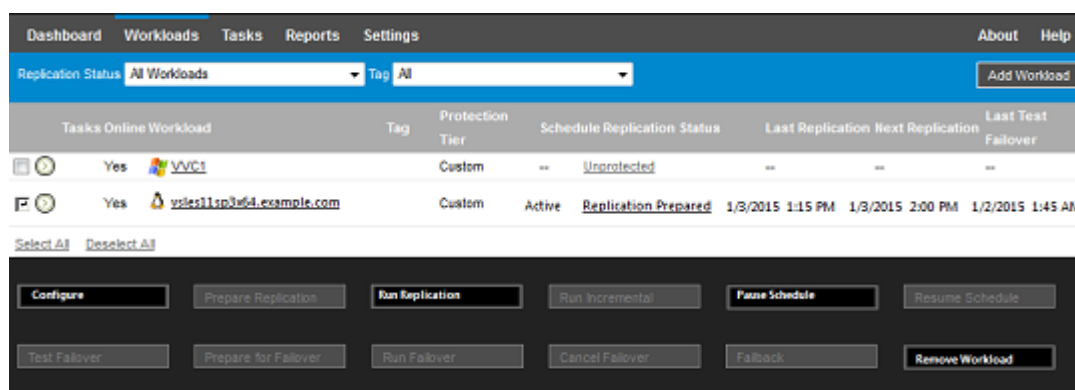 Dashboard Workloads Tasks Reports Settings About Help
Replication Status All Workloads Tag All Add Workload
Tasks Online Workload Tag Protection Tier Schedule Replication Status Last Replication Next Replication Last Test Failover
Yes VVC1 Custom -- Unprotected -- -- --
Yes vsles11sp3x64.example.com Custom Active Replication Prepared 1/3/2015 1:15 PM 1/3/2015 2:00 PM 1/2/2015 1:45 AM
Select All Deselect All
Configure Prepare Replication Run Replication Run Incremental Pause Schedule Resume Schedule
Test Failover Prepare for Failover Run Failover Cancel Failover Failback Remove Workload